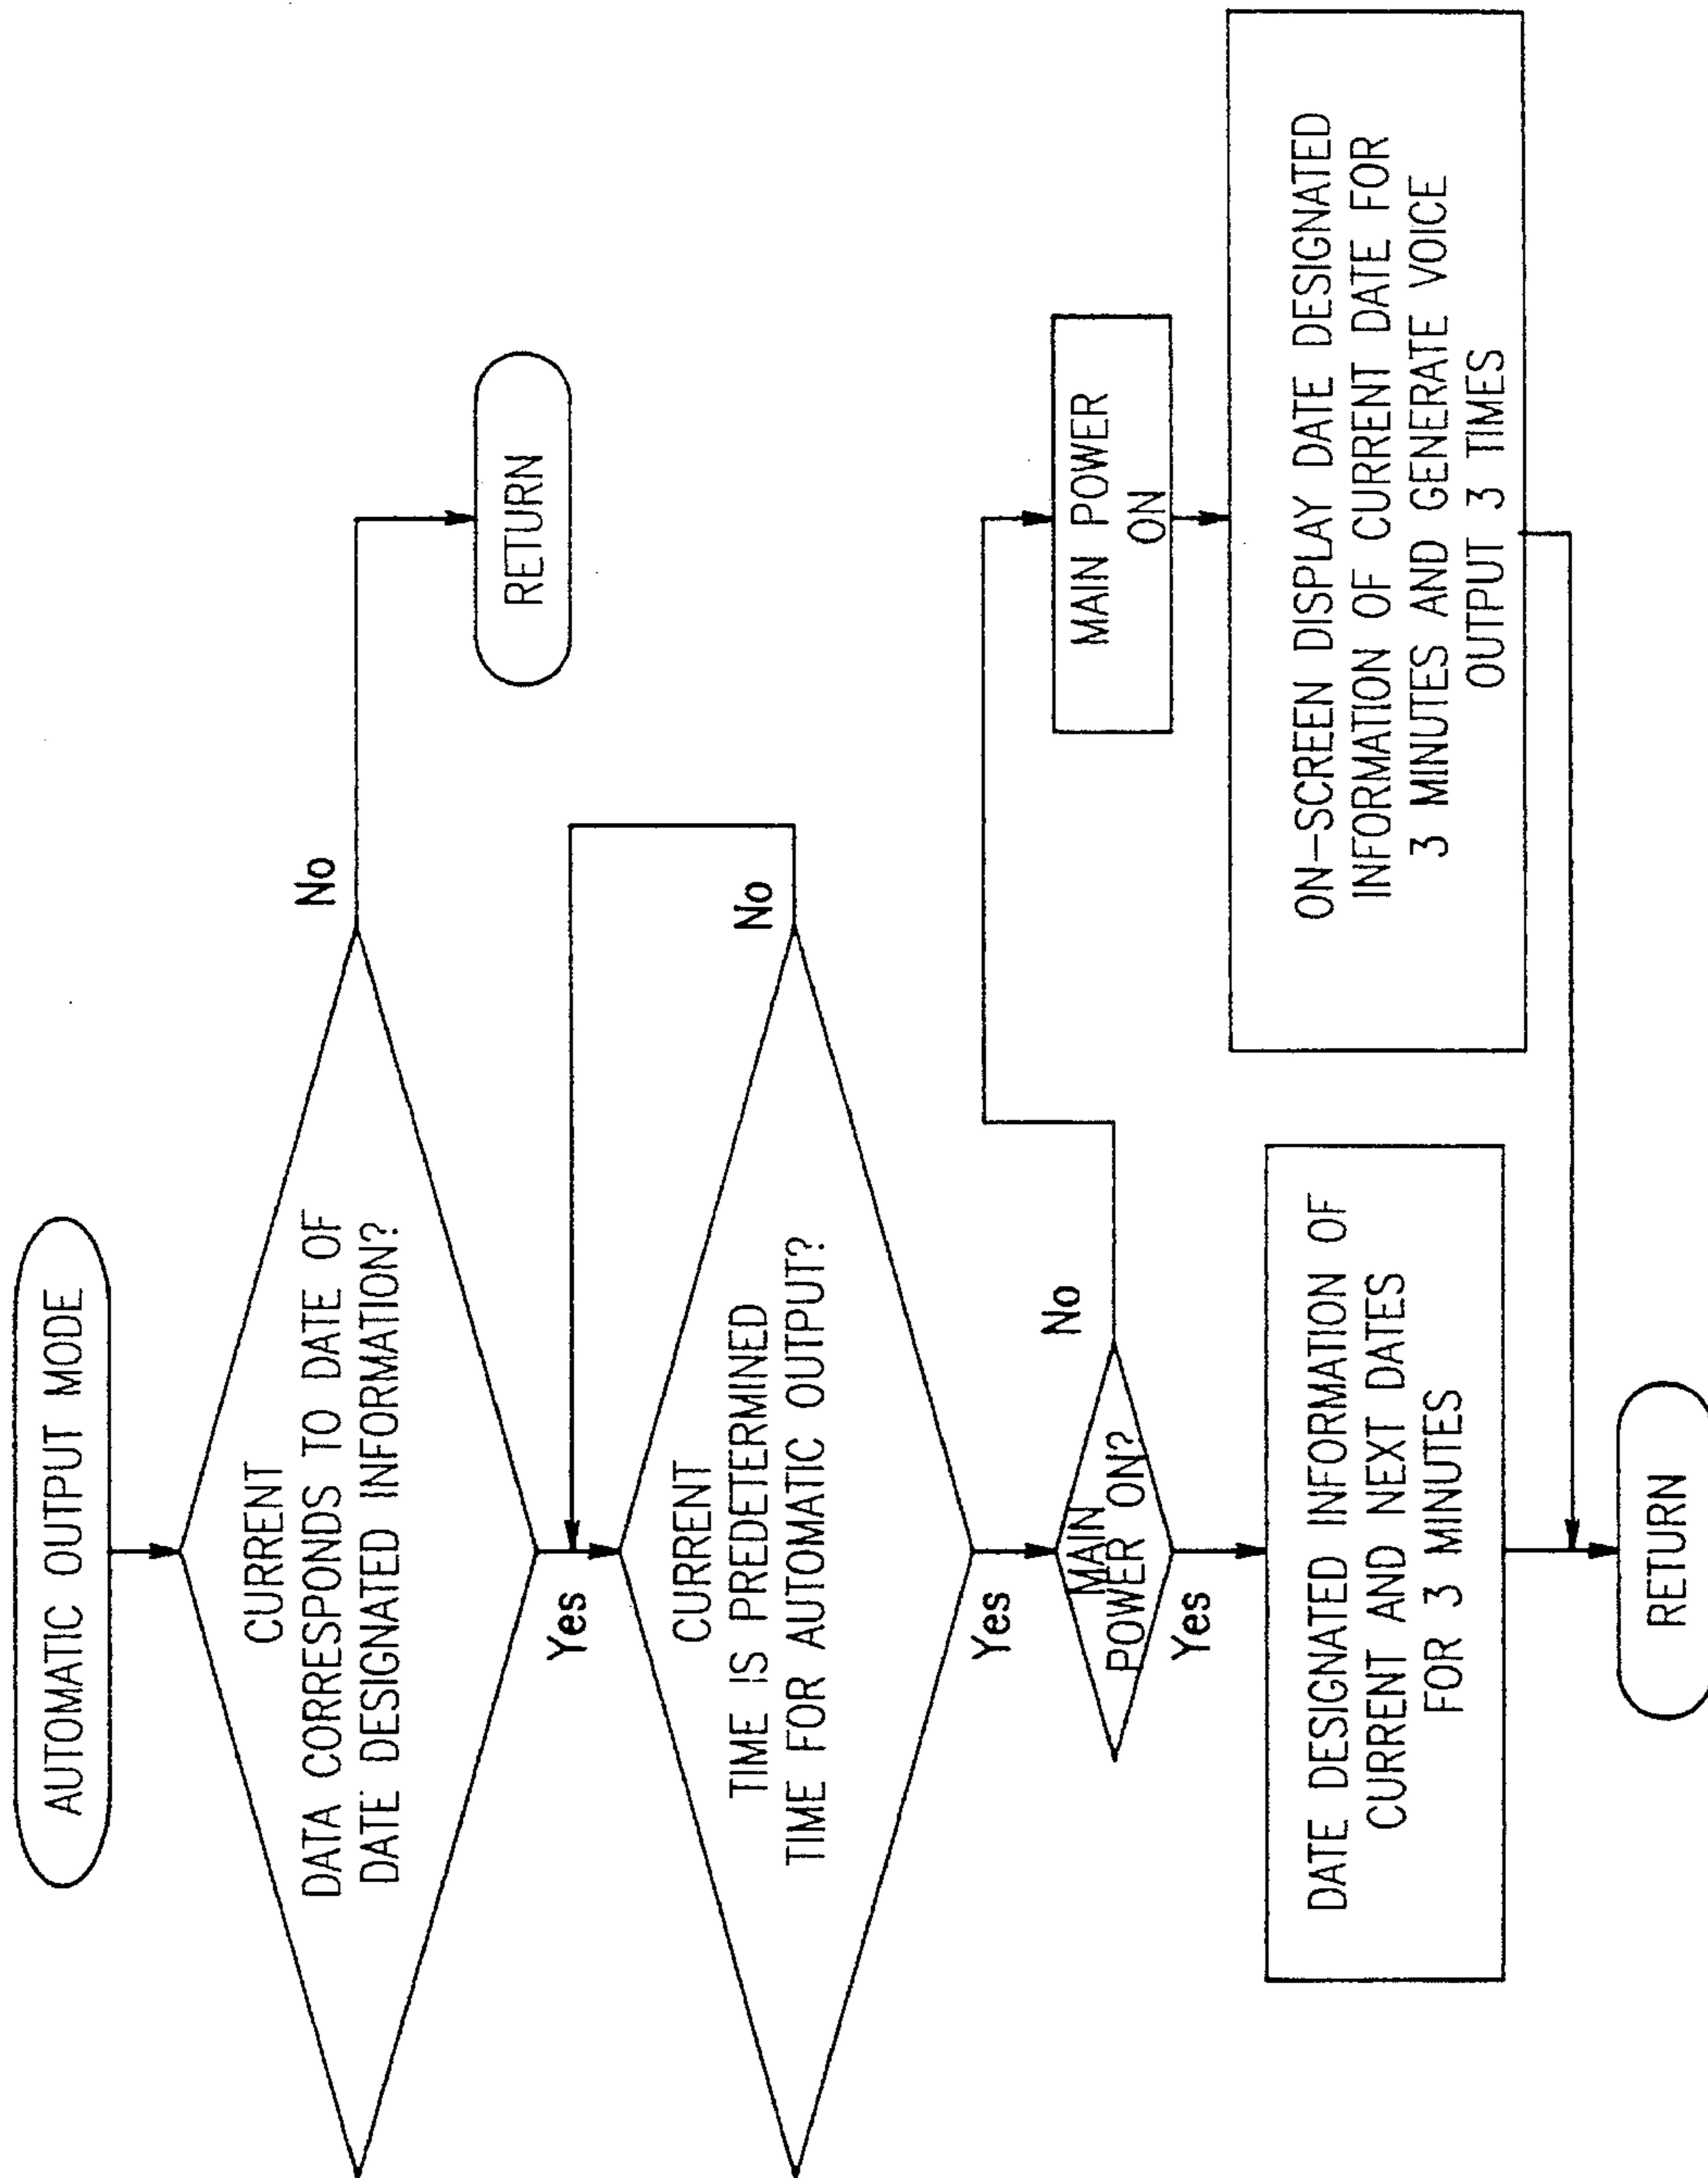 AUTOMATIC OUTPUT MODE
CURRENT
DATA CORRESPONDS TO DATE OF
DATE DESIGNATED INFORMATION?
No
RETURN
Yes
CURRENT
TIME IS PREDETERMINED
TIME FOR AUTOMATIC OUTPUT?
No
Yes
MAIN
POWER ON?
No
Yes
MAIN POWER
ON
DATE DESIGNATED INFORMATION OF
CURRENT AND NEXT DATES
FOR 3 MINUTES
ON-SCREEN DISPLAY DATE DESIGNATED
INFORMATION OF CURRENT DATE FOR
3 MINUTES AND GENERATE VOICE
OUTPUT 3 TIMES
RETURN